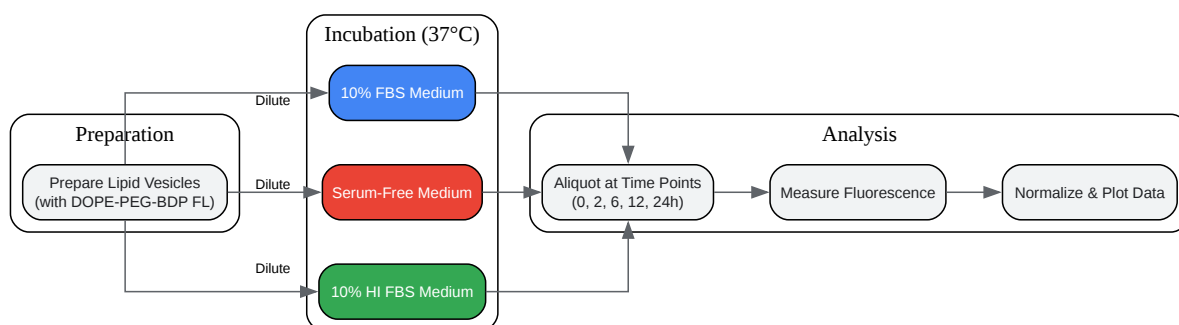 Incubation (37°C)
10% FBS Medium
Dilute
Preparation
Analysis
Prepare Lipid Vesicles
(with DOPE-PEG-BDP FL)
Dilute
Serum-Free Medium
Aliquot at Time Points
(0, 2, 6, 12, 24h)
Measure Fluorescence
Normalize & Plot Data
Dilute
10% HI FBS Medium